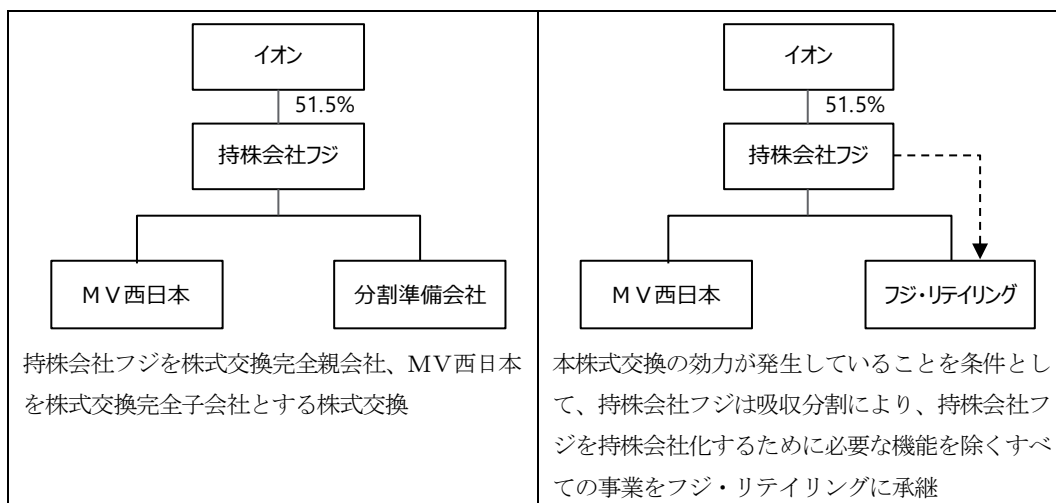 イオン
51.5%
持株会社フジ
MV西日本
分割準備会社
持株会社フジを株式交換完全親会社、MV西日本
を株式交換完全子会社とする株式交換
イオン
51.5%
持株会社フジ
MV西日本
フジ・リテイリング
本株式交換の効力が発生していることを条件とし
て、持株会社フジは吸収分割により、持株会社フ
ジを持株会社化するために必要な機能を除くすべ
ての事業をフジ・リテイリングに承継